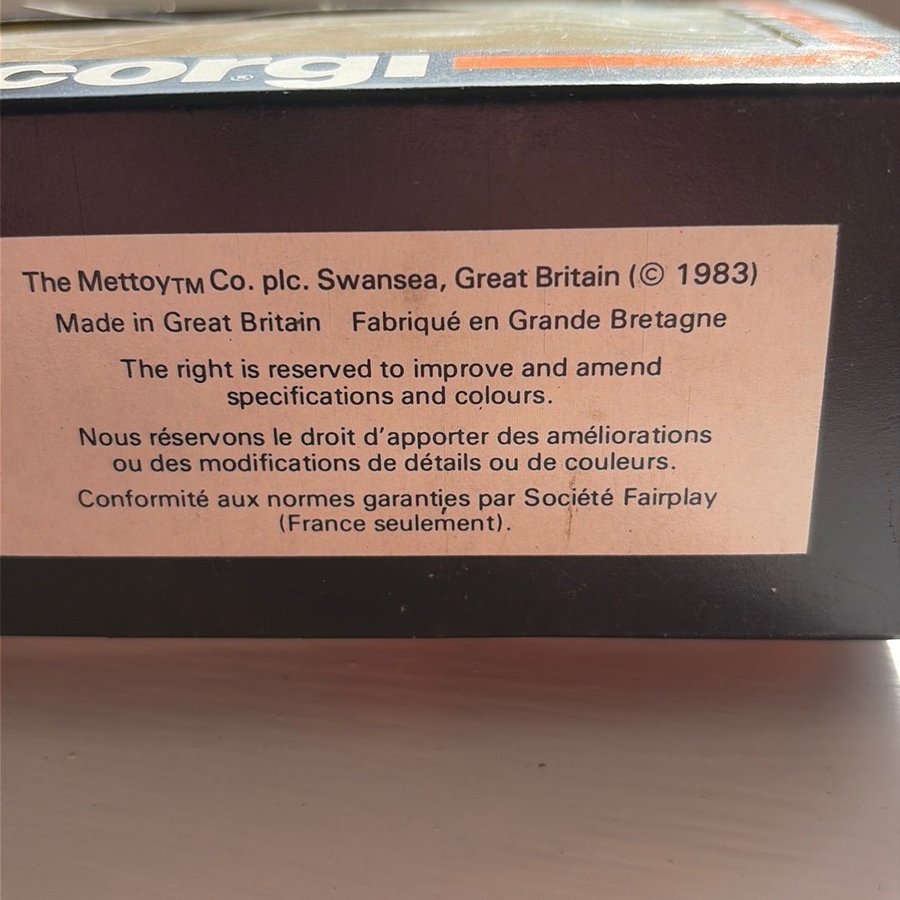 corgi ®
The Mettoy™ Co. plc. Swansea, Great Britain (© 1983)
Made in Great Britain Fabriqué en Grande Bretagne
The right is reserved to improve and amend
specifications and colours.
Nous réservons le droit d'apporter des améliorations
ou des modifications de détails ou de couleurs.
Conformité aux normes garanties par Société Fairplay
(France seulement).